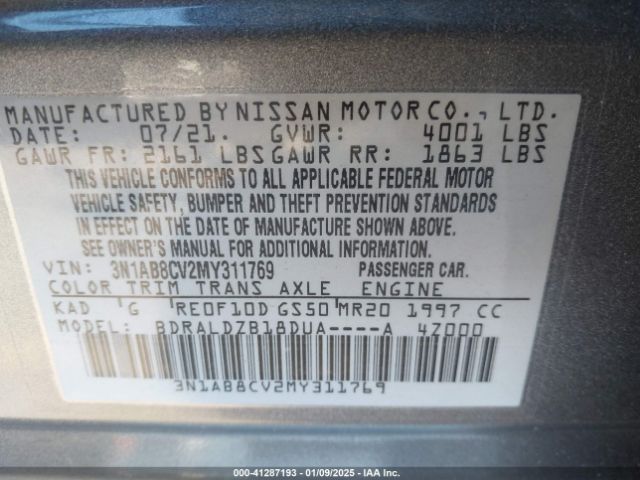 MANUFACTURED BY NISSAN MOTOR CO., LTD.
DATE: 07/21. GVWR: 4001 LBS
GAWR FR: 2161 LBS GAWR RR: 1863 LBS
THIS VEHICLE CONFORMS TO ALL APPLICABLE FEDERAL MOTOR
VEHICLE SAFETY, BUMPER AND THEFT PREVENTION STANDARDS
IN EFFECT ON THE DATE OF MANUFACTURE SHOWN ABOVE.
SEE OWNER'S MANUAL FOR ADDITIONAL INFORMATION.
VIN: 3N1AB8CV2MY311769 PASSENGER CAR.
COLOR TRIM TRANS AXLE ENGINE
KAD 'G 'RE0F10D GS50 MR20 1997 CC
MODEL: BDRALDZB18DUA----A 4Z000
3N1AB8CV2MY311769
000-41287193 - 01/09/2025 - IAA Inc.